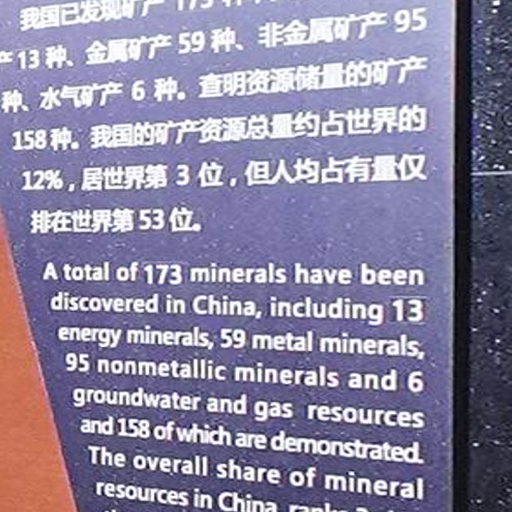 我国已发现矿产 173
产 13 种、金属矿产 59 种、非金属矿产 95
种、水气矿产 6 种。查明资源储量的矿产
158 种。我国的矿产资源总量约占世界的
12%，居世界第 3 位，但人均占有量仅
排在世界第 53 位。
A total of 173 minerals have been
discovered in China, including 13
energy minerals, 59 metal minerals,
95 nonmetallic minerals and 6
groundwater and gas resources
and 158 of which are demonstrated.
The overall share of mineral
resources in China